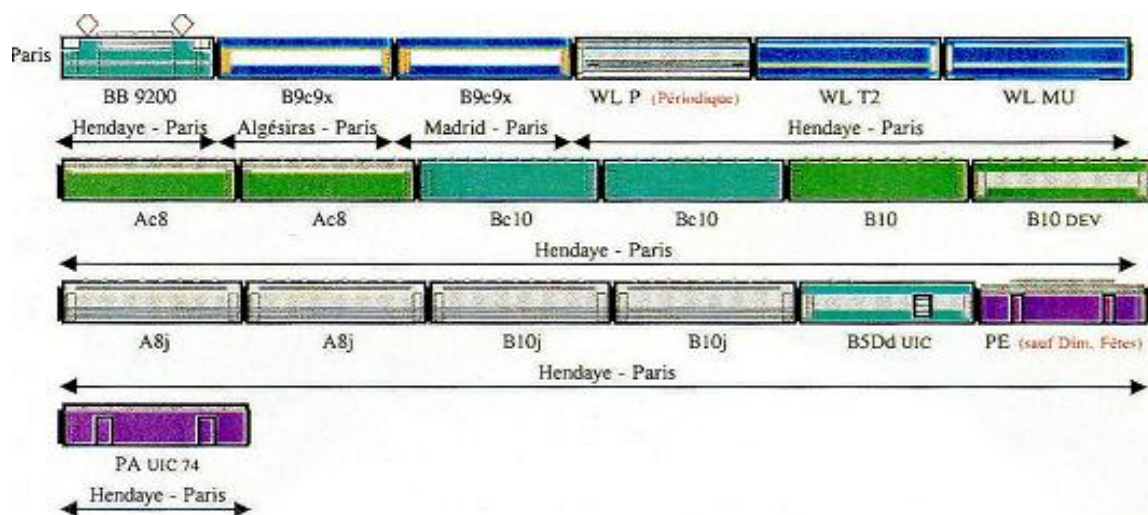 Paris
BB 9200 B9c9x B9c9x WL P (Périodique) WL T2 WL MU
Hendaye - Paris Algésiras - Paris Madrid - Paris Hendaye - Paris
Ac8 Ac8 Bc10 Bc10 B10 B10 DEV
Hendaye - Paris
A8j A8j B10j B10j B5Dd UIC PE (sauf Dim. Fêtes)
Hendaye - Paris
PA UIC 74
Hendaye - Paris